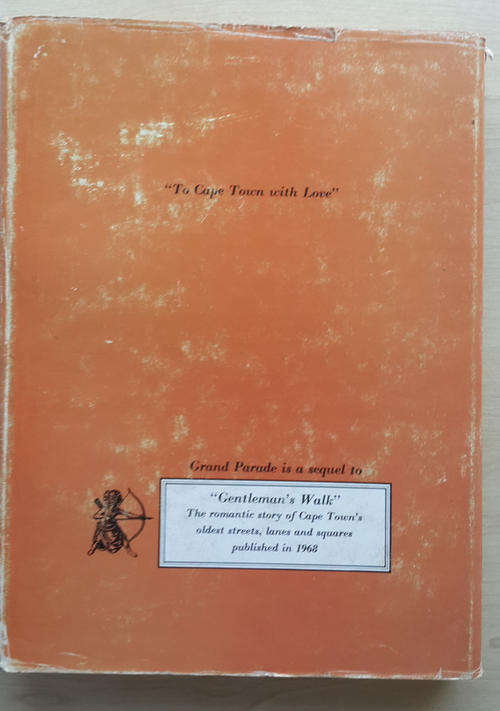 "To Cape Town with Love"
Grand Parade is a sequel to
"Gentleman's Walk"
The romantic story of Cape Town's
oldest streets, lanes and squares
published in 1968